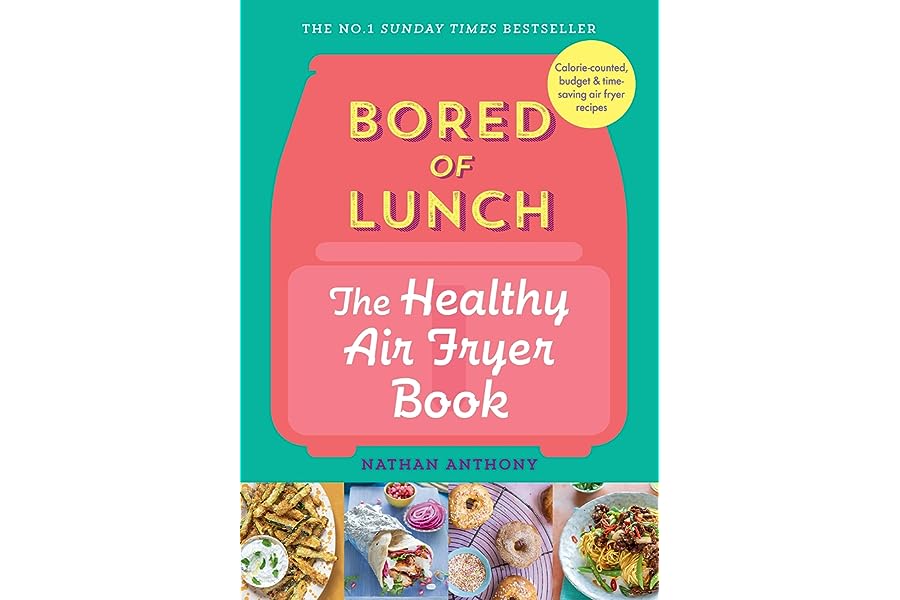 THE NO.1 SUNDAY TIMES BESTSELLER
Calorie-counted,
budget & time-
saving air fryer
recipes
BORED
OF
LUNCH
The Healthy
Air Fryer
Book
NATHAN ANTHONY